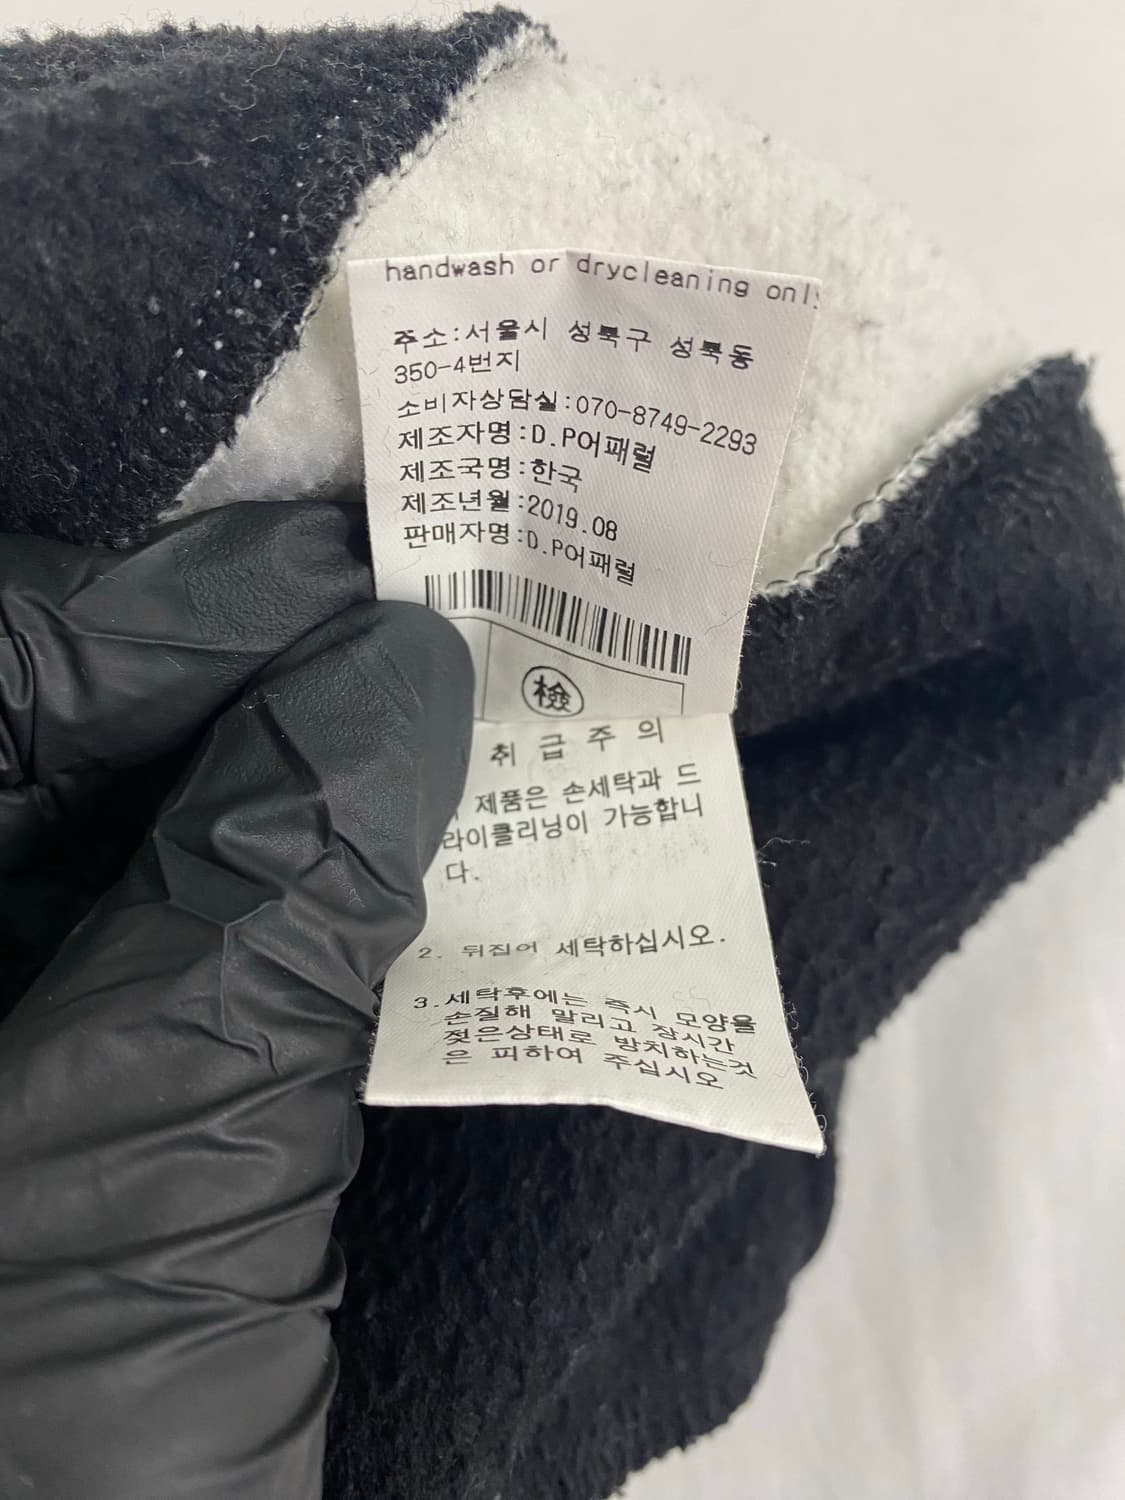 handwash or drycleaning only
주소:서울시 성북구 성북동
350-4번지
소비자상담실:070-8749-2293
제조자명:D.P어패럴
제조국명:한국
제조년월:2019.08
판매자명:D.P어패럴
檢
취급주의
제품은 손세탁과 드
라이클리닝이 가능합니
다.
2. 뒤집어 세탁하십시오.
3.세탁후에는 즉시 모양을
손질해 말리고 장시간
젖은상태로 방치하는것
은 피하여 주십시오